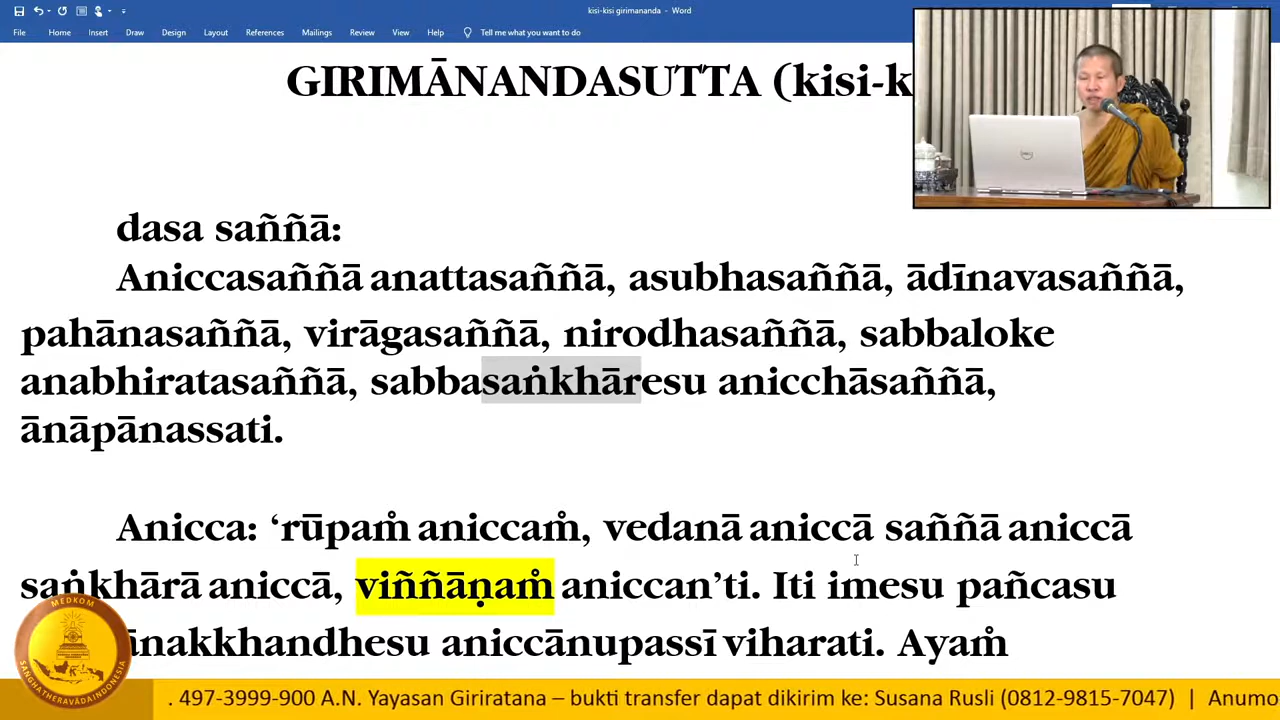 kisi-kisi girimananda - Word
File Home Insert Draw Design Layout References Mailings Review View Help Tell me what you want to do
GIRIMĀNANDASUTTA (kisi-k
dasa saññā:
Aniccasaññā anattasaññā, asubhasaññā, ādīnavasaññā,
pahānasaññā, virāgasaññā, nirodhasaññā, sabbaloke
anabhiratasaññā, sabbasaṅkhāresu anicchāsaññā,
ānāpānassati.
Anicca: ‘rūpaṁ aniccaṁ, vedanā aniccā saññā aniccā
saṅkhārā aniccā, viññāṇaṁ aniccan’ti. Iti imesu pañcasu
ānakkhandhesu aniccānupassī viharati. Ayaṁ
MEDKOM
SANGHATHERAVĀDAINDONESIA
. 497-3999-900 A.N. Yayasan Giriratana – bukti transfer dapat dikirim ke: Susana Rusli (0812-9815-7047) | Anumo
DELL